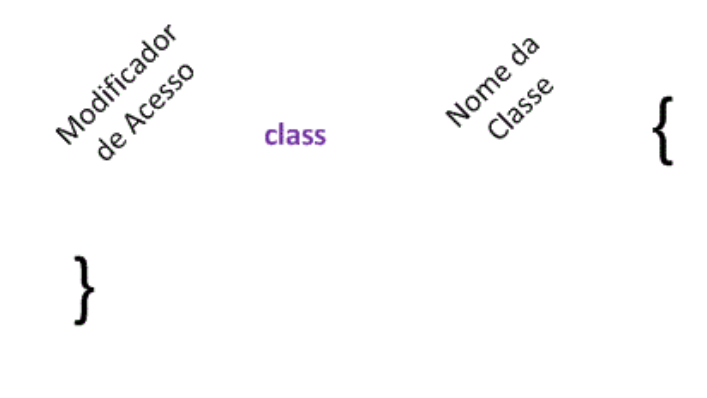 Modificador
de Acesso
class
Nome da
Classe
{
}